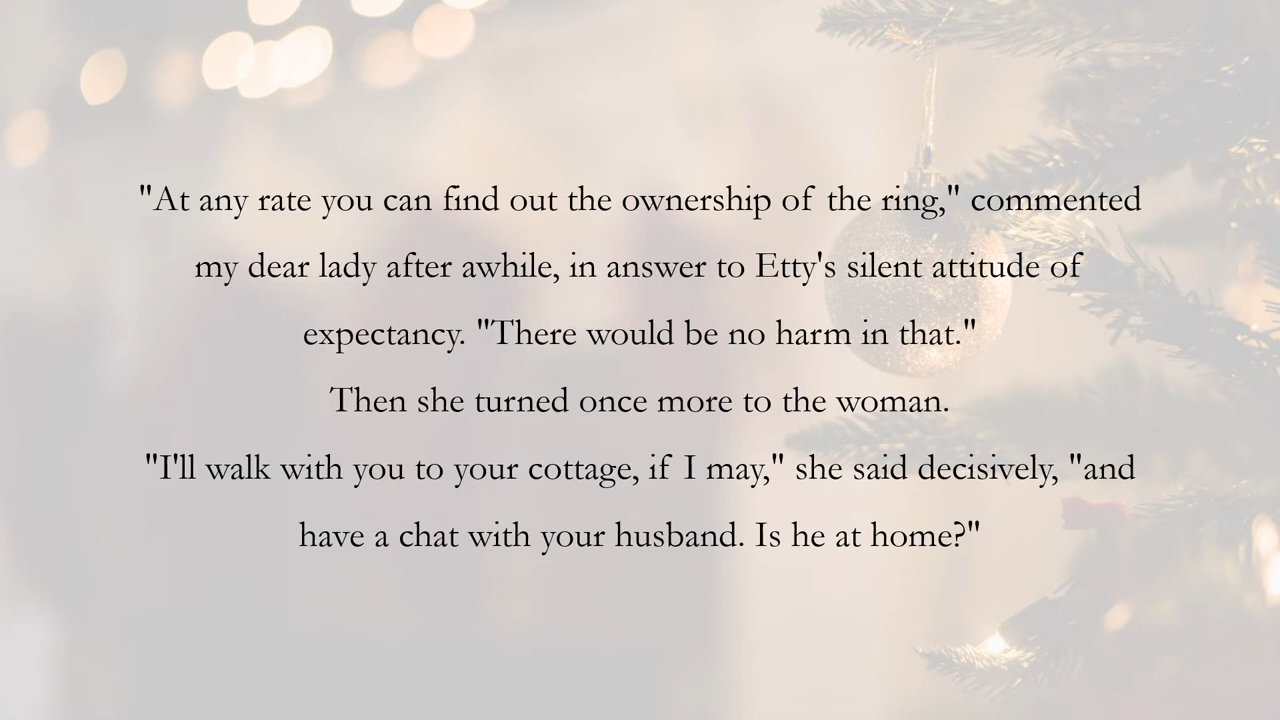 "At any rate you can find out the ownership of the ring," commented
my dear lady after awhile, in answer to Etty's silent attitude of
expectancy. "There would be no harm in that."
Then she turned once more to the woman.
"I'll walk with you to your cottage, if I may," she said decisively, "and
have a chat with your husband. Is he at home?"